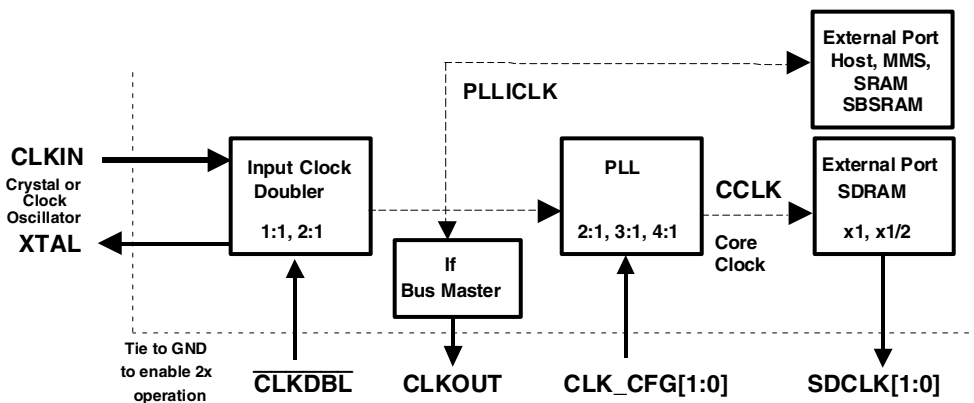 External Port
Host, MMS,
SRAM
SBSRAM
PLLICLK
CLKIN
Crystal or
Clock
Oscillator
XTAL
Input Clock
Doubler
1:1, 2:1
PLL
2:1, 3:1, 4:1
CCLK
Core
Clock
External Port
SDRAM
x1, x1/2
If
Bus Master
Tie to GND
to enable 2x
operation
CLKDBL
CLKOUT
CLK_CFG[1:0]
SDCLK[1:0]